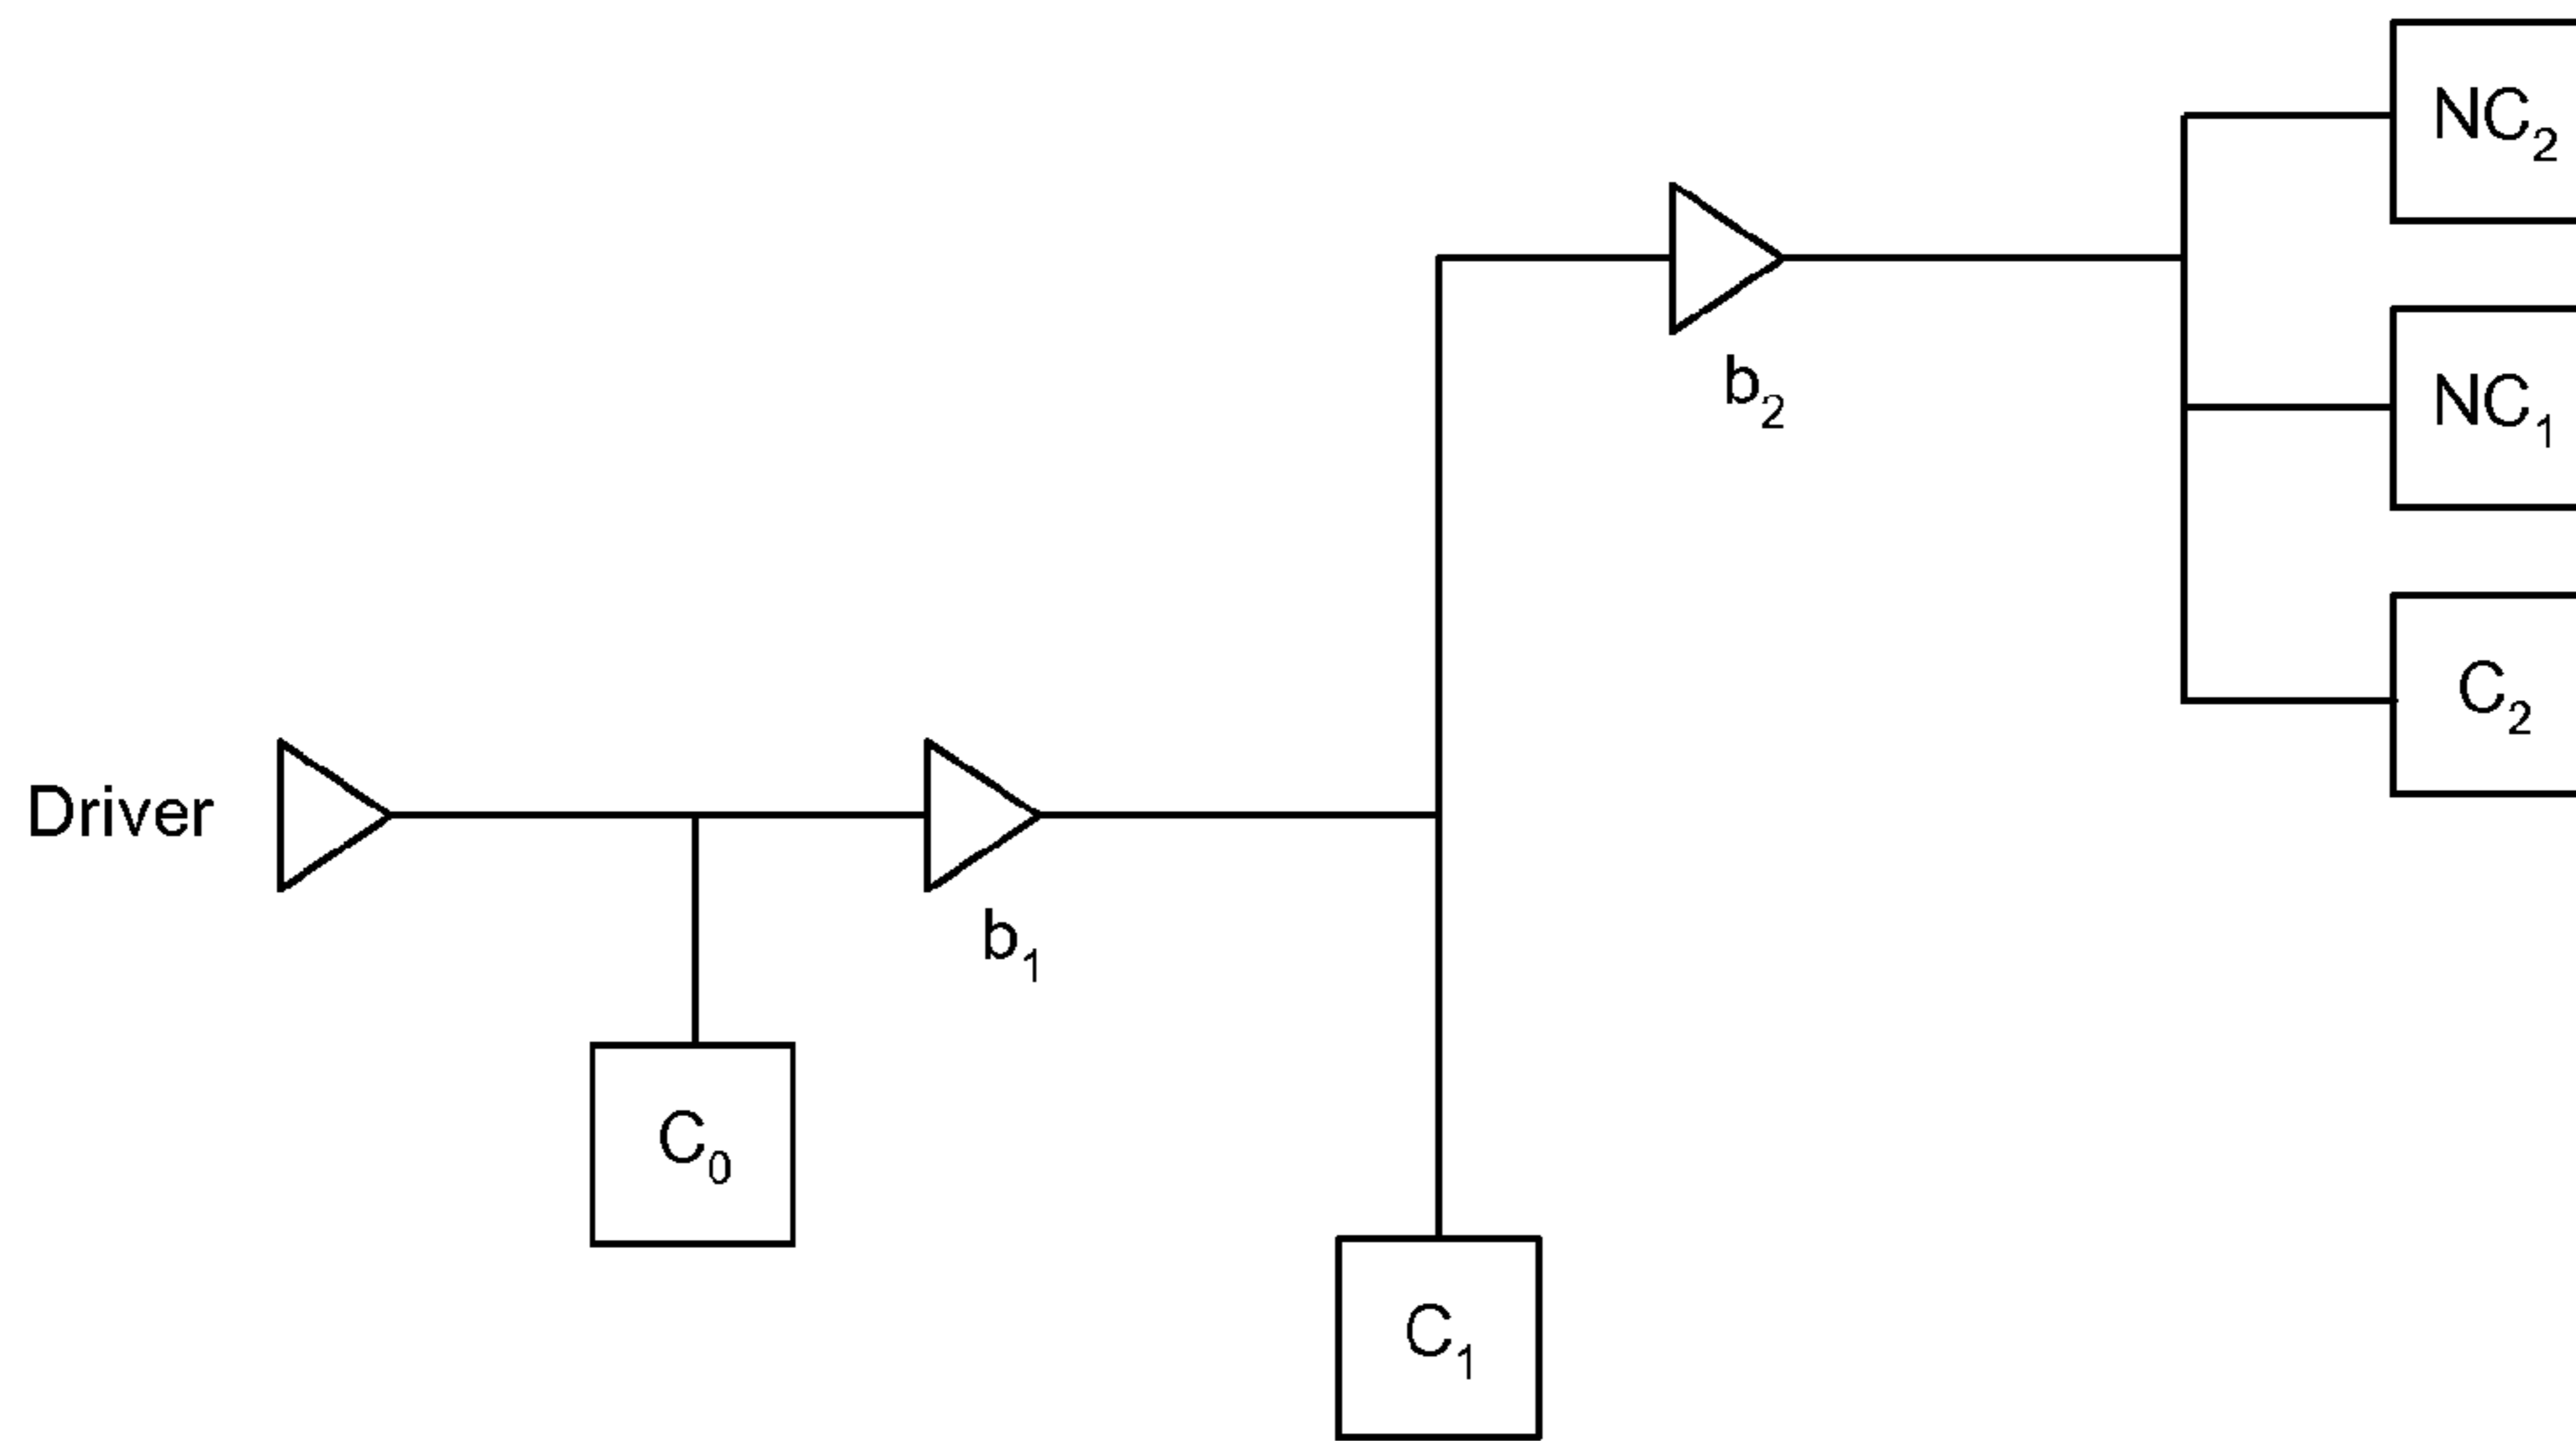 NC₂
NC₁
b₂
C₂
Driver
b₁
C₀
C₁